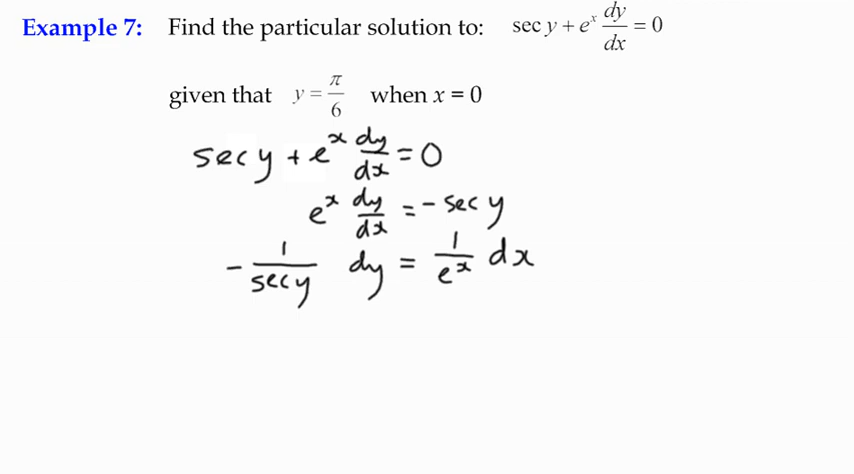 Example 7: Find the particular solution to: sec y + e^x dy/dx = 0
given that y = π/6 when x = 0
sec y + e^x dy/dx = 0
e^x dy/dx = - sec y
- 1/sec y dy = 1/e^x dx